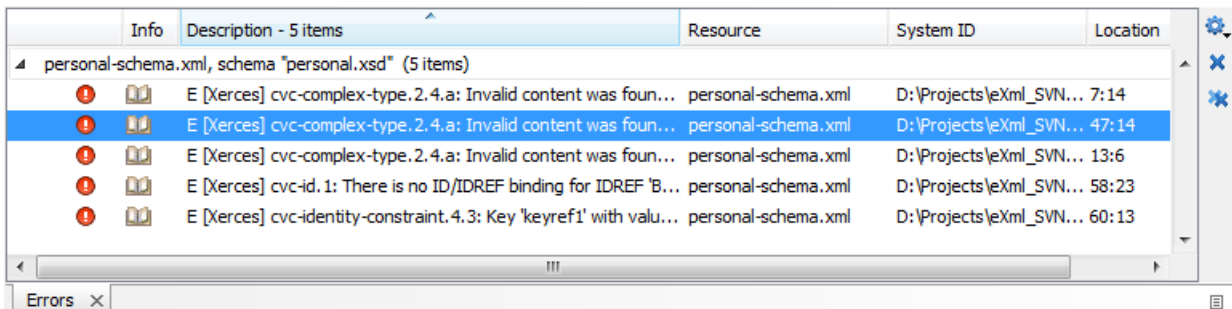 Info Description - 5 items Resource System ID Location
personal-schema.xml, schema "personal.xsd" (5 items)
E [Xerces] cvc-complex-type.2.4.a: Invalid content was foun... personal-schema.xml D:\Projects\eXml_SVN... 7:14
E [Xerces] cvc-complex-type.2.4.a: Invalid content was foun... personal-schema.xml D:\Projects\eXml_SVN... 47:14
E [Xerces] cvc-complex-type.2.4.a: Invalid content was foun... personal-schema.xml D:\Projects\eXml_SVN... 13:6
E [Xerces] cvc-id.1: There is no ID/IDREF binding for IDREF 'B... personal-schema.xml D:\Projects\eXml_SVN... 58:23
E [Xerces] cvc-identity-constraint.4.3: Key 'keyref1' with valu... personal-schema.xml D:\Projects\eXml_SVN... 60:13
Errors